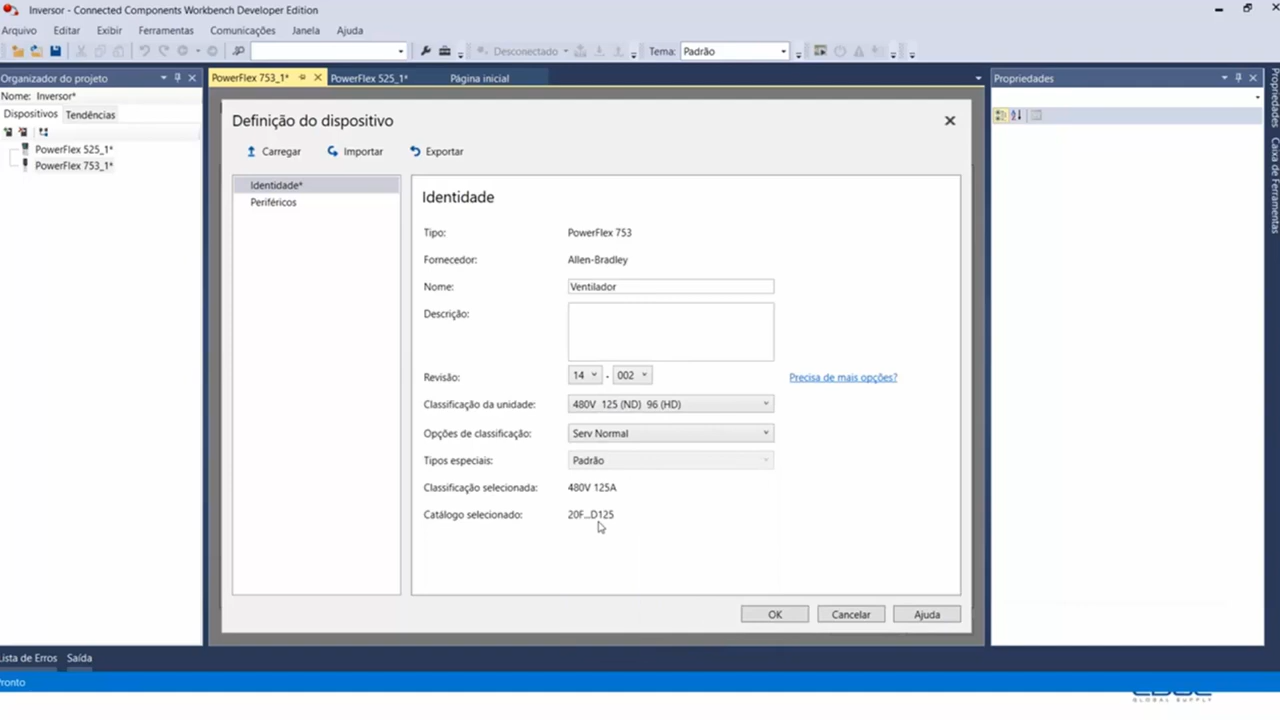 Inversor - Connected Components Workbench Developer Edition
Arquivo Editar Exibir Ferramentas Comunicações Janela Ajuda
Desconectado Tema: Padrão
Organizador do projeto
Nome: Inversor*
Dispositivos Tendências
PowerFlex 525_1*
PowerFlex 753_1*
PowerFlex 753_1* PowerFlex 525_1* Página inicial
Definição do dispositivo
Carregar Importar Exportar
Identidade*
Periféricos
Identidade
Tipo: PowerFlex 753
Fornecedor: Allen-Bradley
Nome: Ventilador
Descrição:
Revisão: 14 - 002 Precisa de mais opções?
Classificação da unidade: 480V 125 (ND) 96 (HD)
Opções de classificação: Serv Normal
Tipos especiais: Padrão
Classificação selecionada: 480V 125A
Catálogo selecionado: 20F...D125
OK Cancelar Ajuda
Propriedades
Propriedades
Caixa de Ferramentas
Lista de Erros Saída
Pronto
GLOBAL SUPPLY